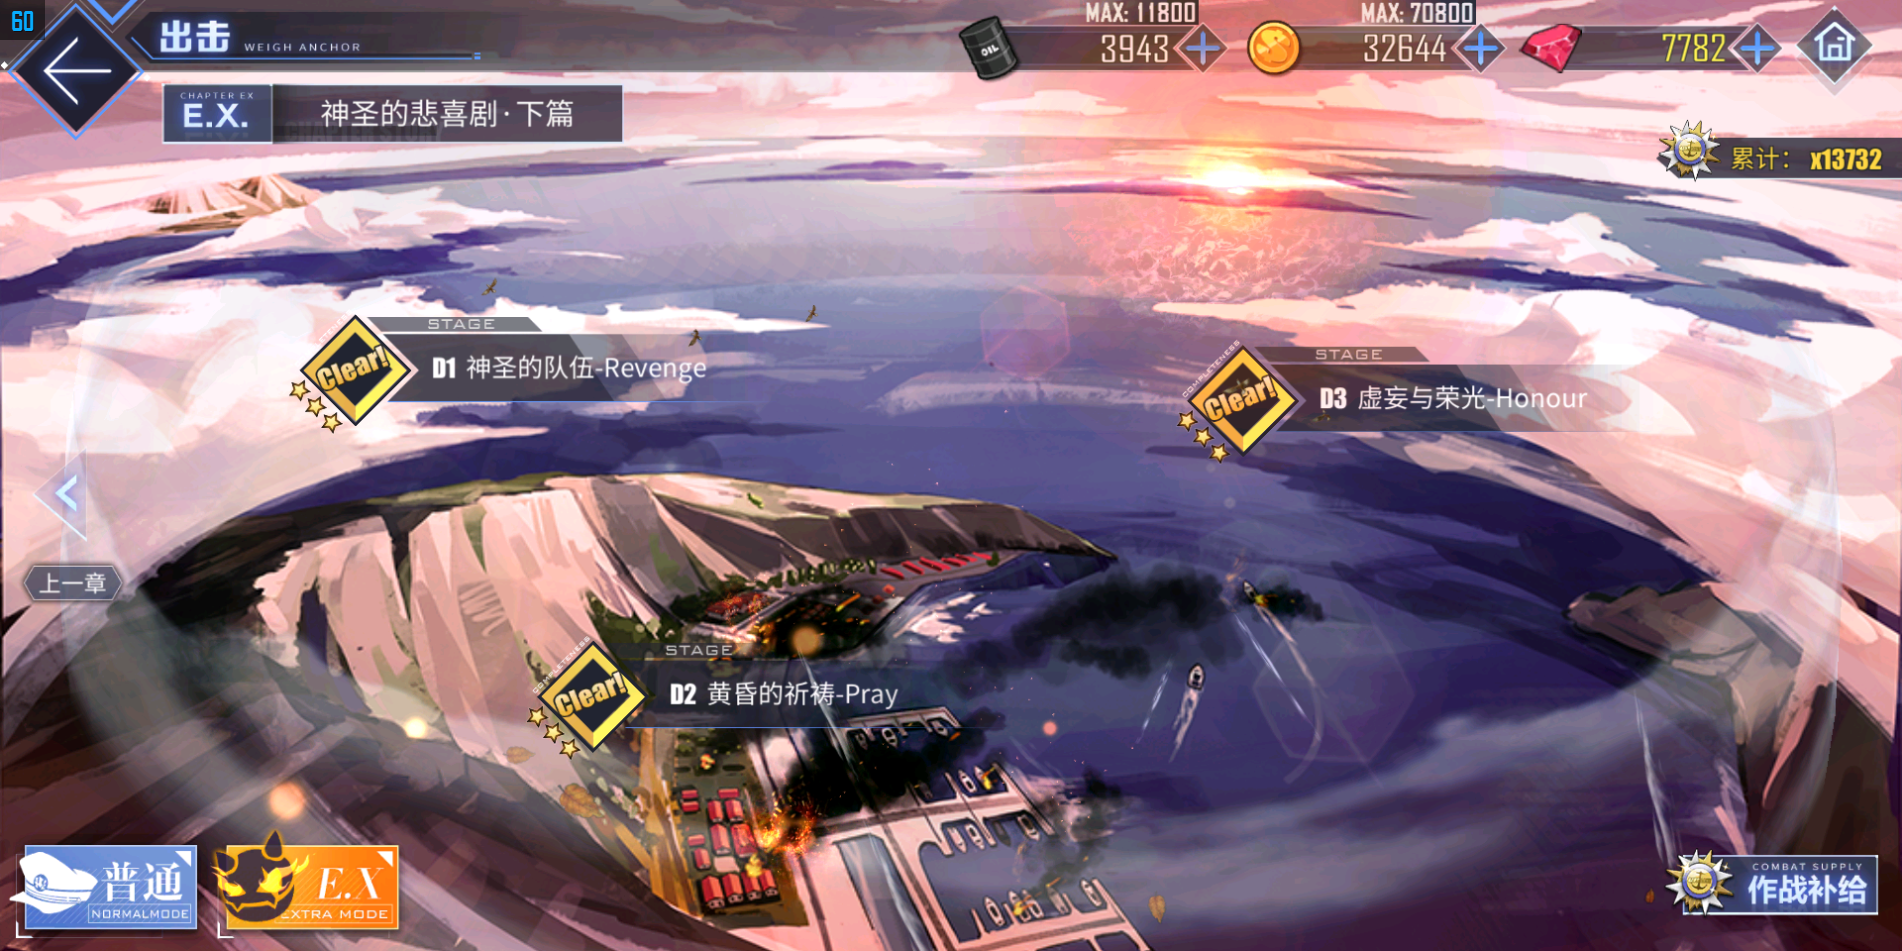 60
出击 WEIGH ANCHOR
OIL
MAX: 11800
3943
MAX: 70800
32644
7782
CHAPTER EX
E.X.
神圣的悲喜剧·下篇
累计： x13732
STAGE
Clear!
D1 神圣的队伍-Revenge
COMPLETENESS
STAGE
Clear!
D3 虚妄与荣光-Honour
上一章
COMPLETENESS
STAGE
Clear!
D2 黄昏的祈祷-Pray
普通
NORMALMODE
E.X
EXTRA MODE
COMBAT SUPPLY
作战补给